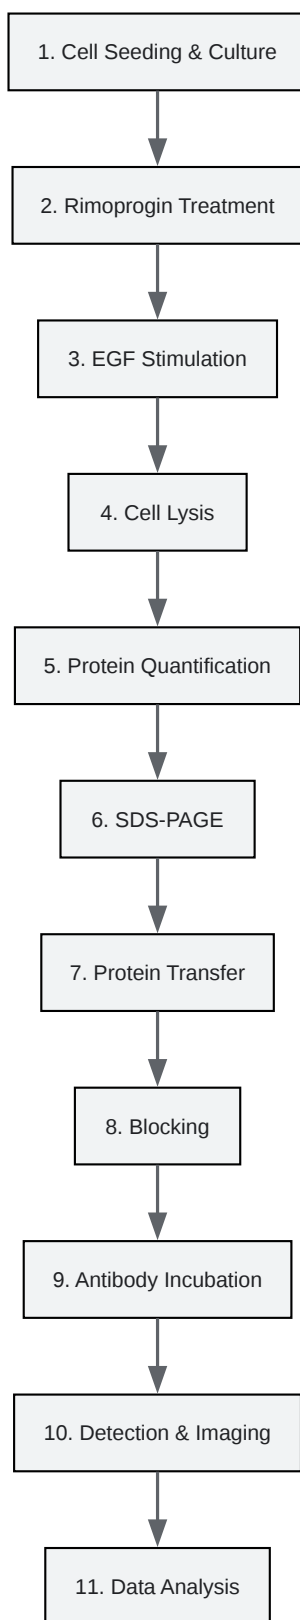 1. Cell Seeding & Culture
2. Rimoprogin Treatment
3. EGF Stimulation
4. Cell Lysis
5. Protein Quantification
6. SDS-PAGE
7. Protein Transfer
8. Blocking
9. Antibody Incubation
10. Detection & Imaging
11. Data Analysis